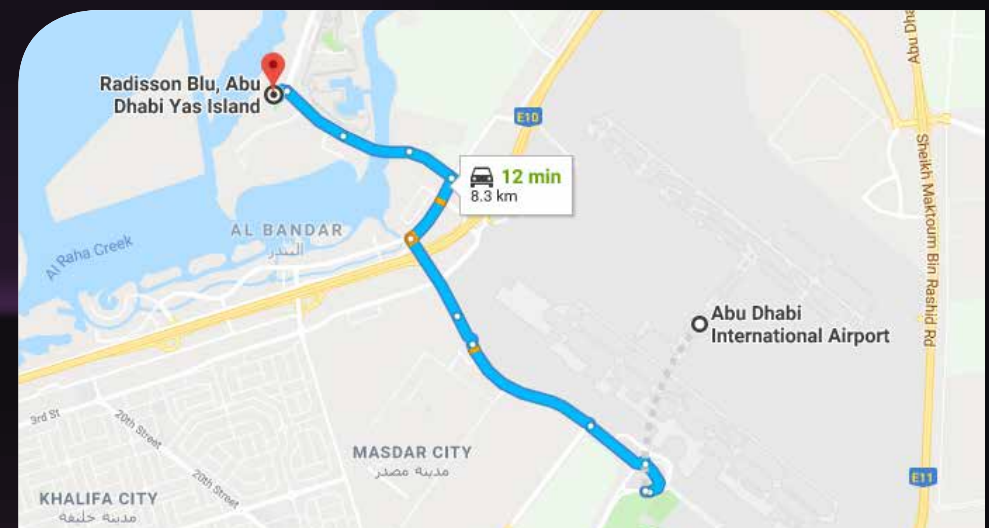 Radisson Blu, Abu
Dhabi Yas Island
E10
12 min
8.3 km
AL BANDAR
البندر
Al Raha Creek
Abu Dha
Sheikh Maktoum Bin Rashid Rd
Abu Dhabi
International Airport
3rd St
20th Street
20th Street
MASDAR CITY
مدينة مصدر
KHALIFA CITY
مدينة خليفة
E11